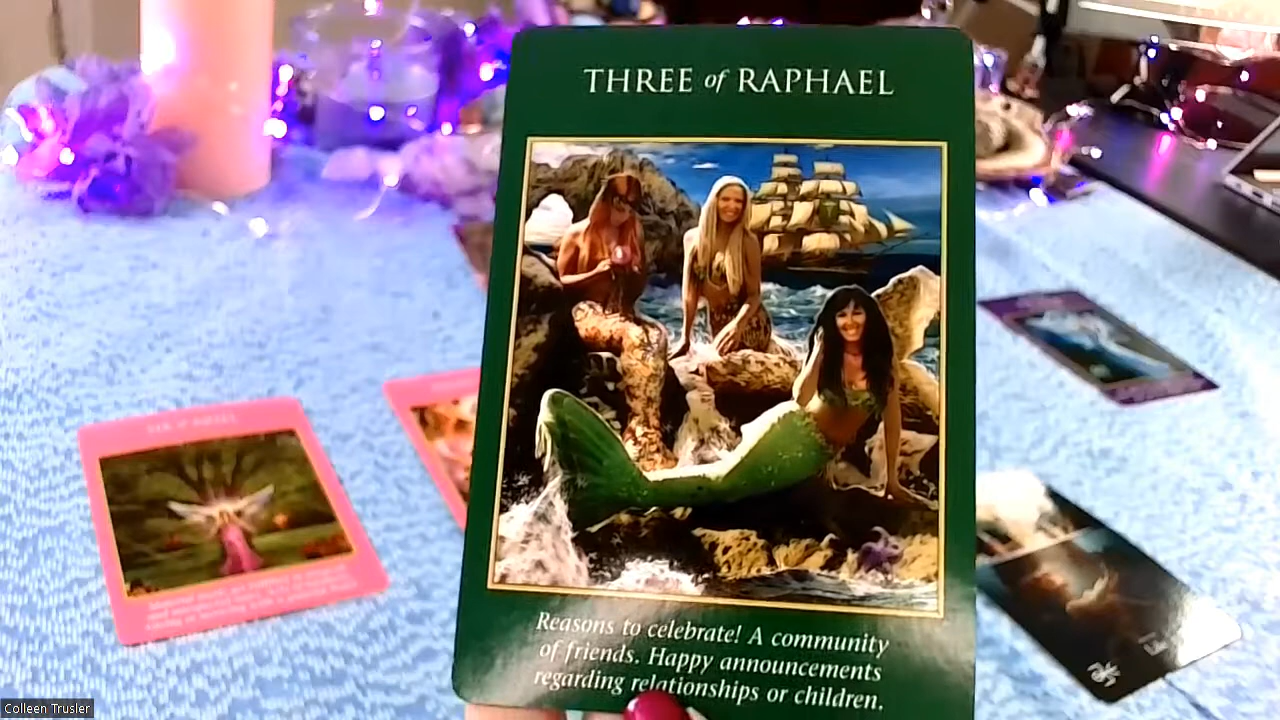 THREE of RAPHAEL
Reasons to celebrate! A community
of friends. Happy announcements
regarding relationships or children.
Colleen Trusler